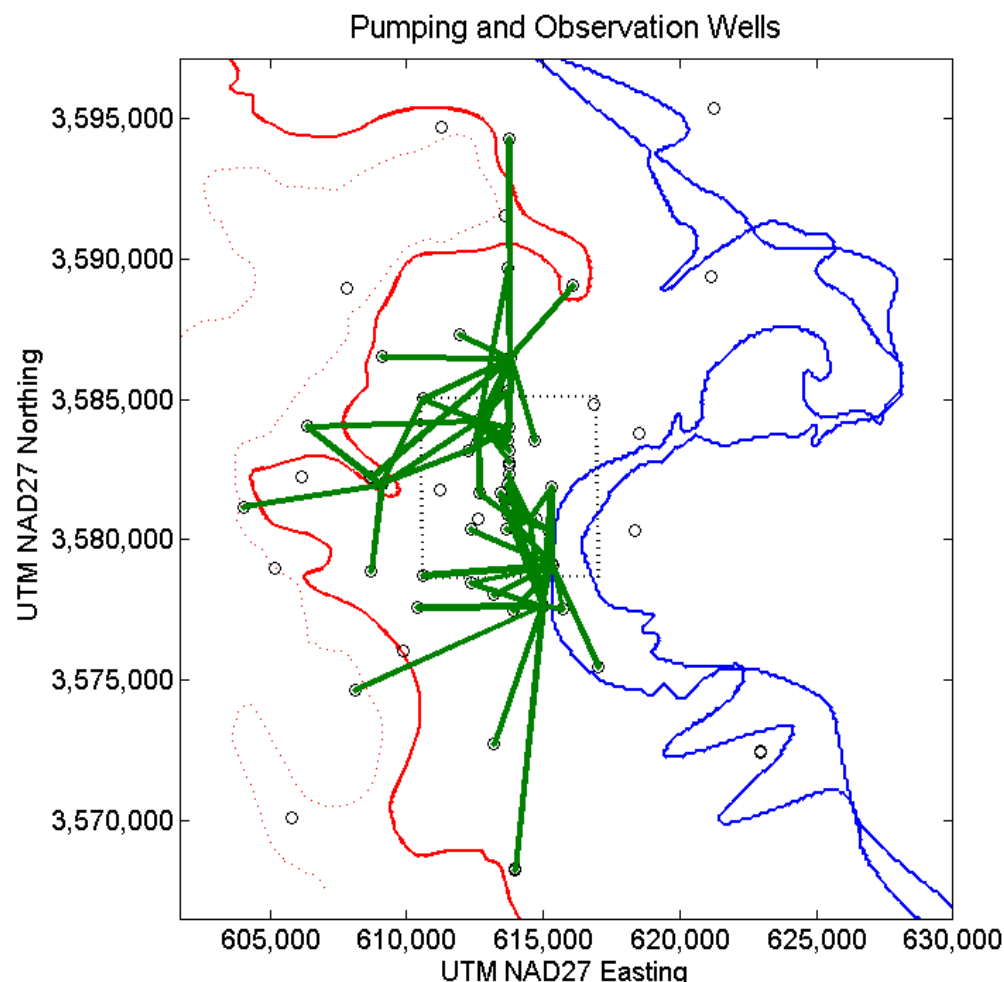 Pumping and Observation Wells
3,595,000
3,590,000
3,585,000
3,580,000
3,575,000
3,570,000
UTM NAD27 Northing
605,000 610,000 615,000 620,000 625,000 630,000
UTM NAD27 Easting